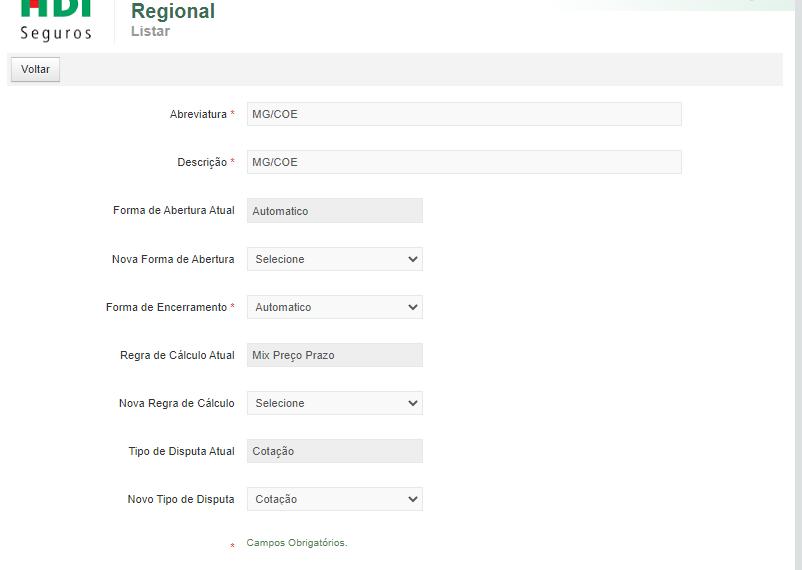 HDI
Seguros
Regional
Listar
Voltar
Abreviatura * MG/COE
Descrição * MG/COE
Forma de Abertura Atual Automatico
Nova Forma de Abertura Selecione
Forma de Encerramento * Automatico
Regra de Cálculo Atual Mix Preço Prazo
Nova Regra de Cálculo Selecione
Tipo de Disputa Atual Cotação
Novo Tipo de Disputa Cotação
* Campos Obrigatórios.